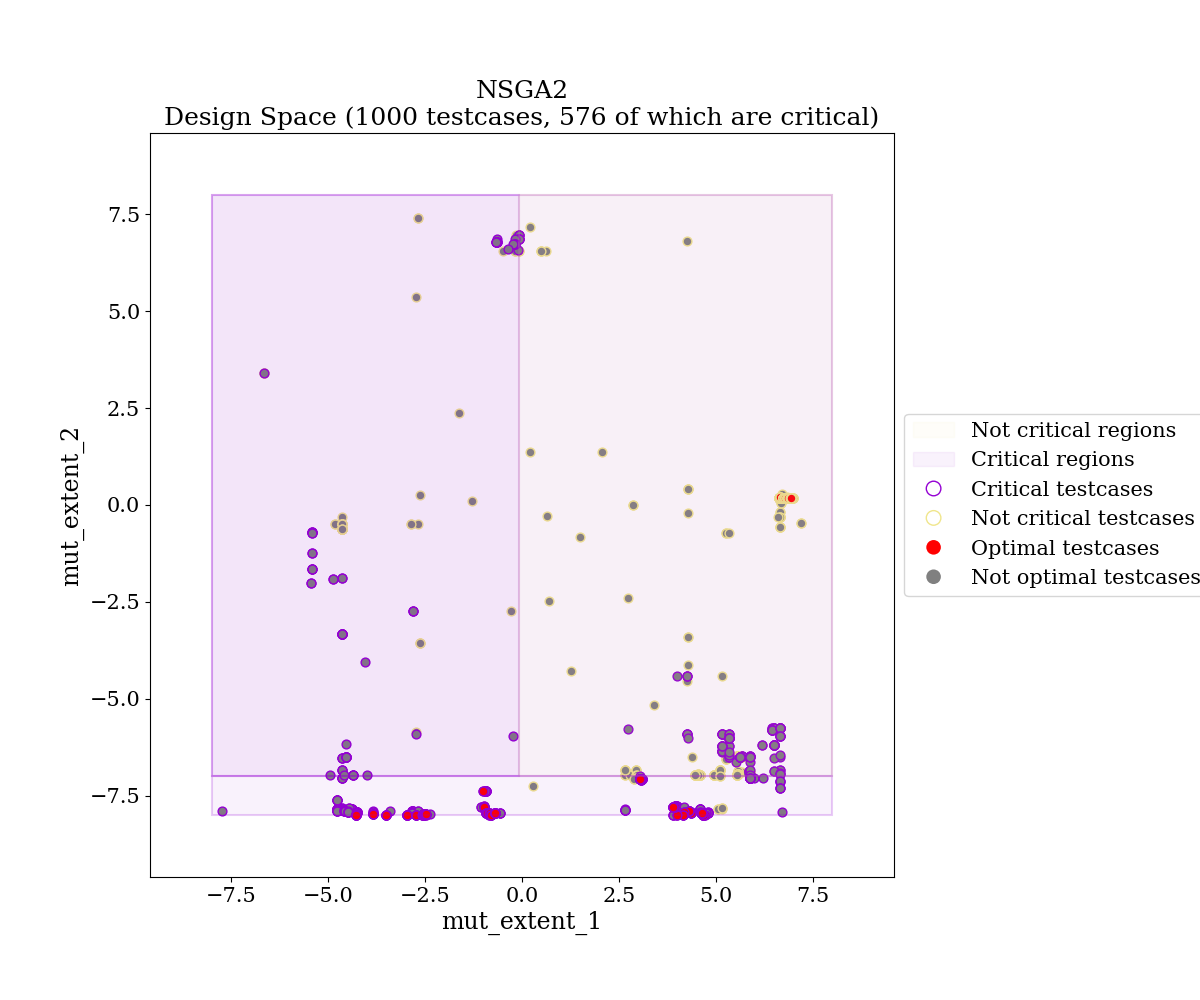 NSGA2
Design Space (1000 testcases, 576 of which are critical)
mut_extent_2
7.5
5.0
2.5
0.0
−2.5
−5.0
−7.5
−7.5
−5.0
−2.5
0.0
2.5
5.0
7.5
mut_extent_1
Not critical regions
Critical regions
Critical testcases
Not critical testcases
Optimal testcases
Not optimal testcases